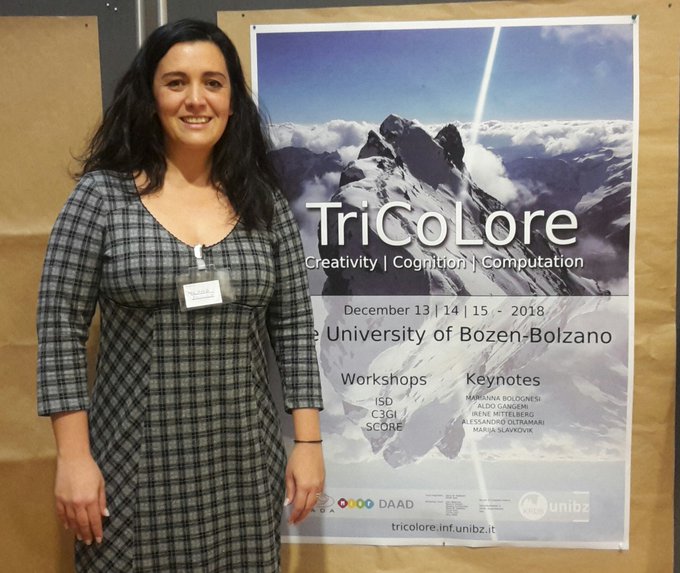 TriCoLore
Creativity | Cognition | Computation
December 13 | 14 | 15 - 2018
University of Bozen-Bolzano
Workshops
ISD
C3GI
SCORE
Keynotes
MARIANNA BOLOGNESI
ALDO GANGEMI
IRENE MITTELBERG
ALESSANDRO OLTRAMARI
MARIJA SLAVKOVIK
DAAD
unibz
tricolore.inf.unibz.it